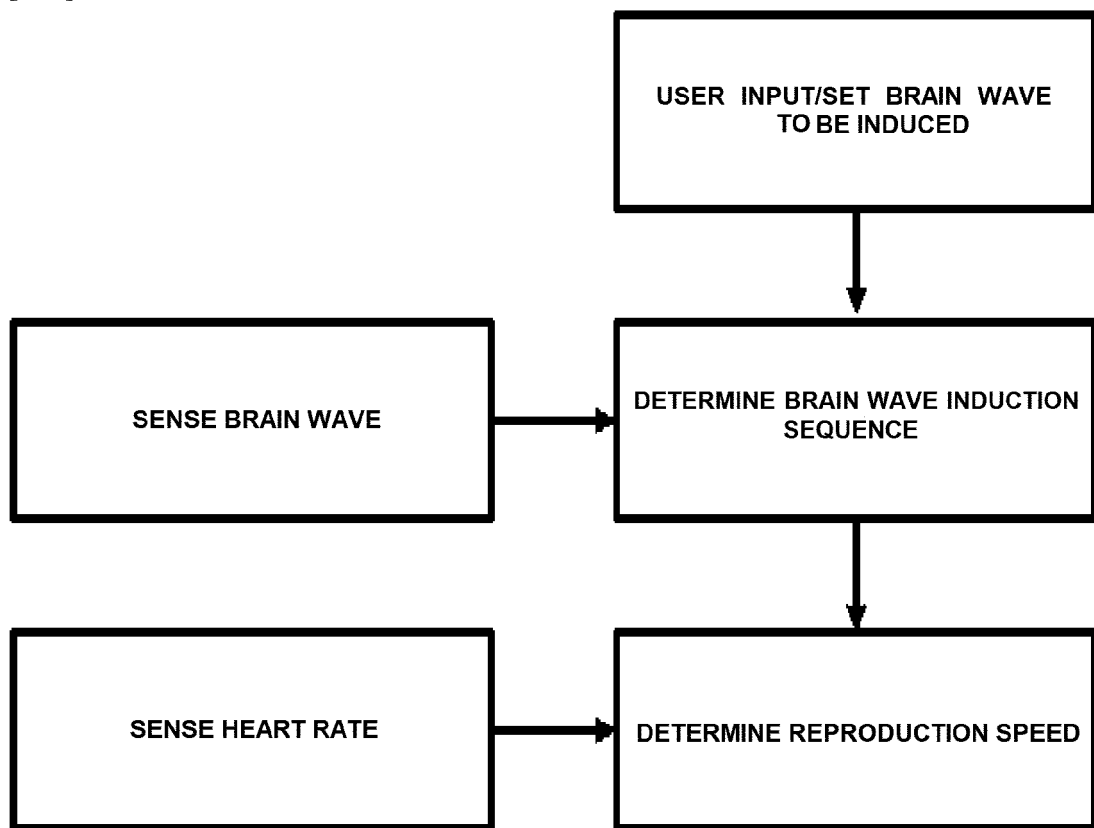 USER INPUT/SET BRAIN WAVE
TO BE INDUCED
SENSE BRAIN WAVE
DETERMINE BRAIN WAVE INDUCTION
SEQUENCE
SENSE HEART RATE
DETERMINE REPRODUCTION SPEED